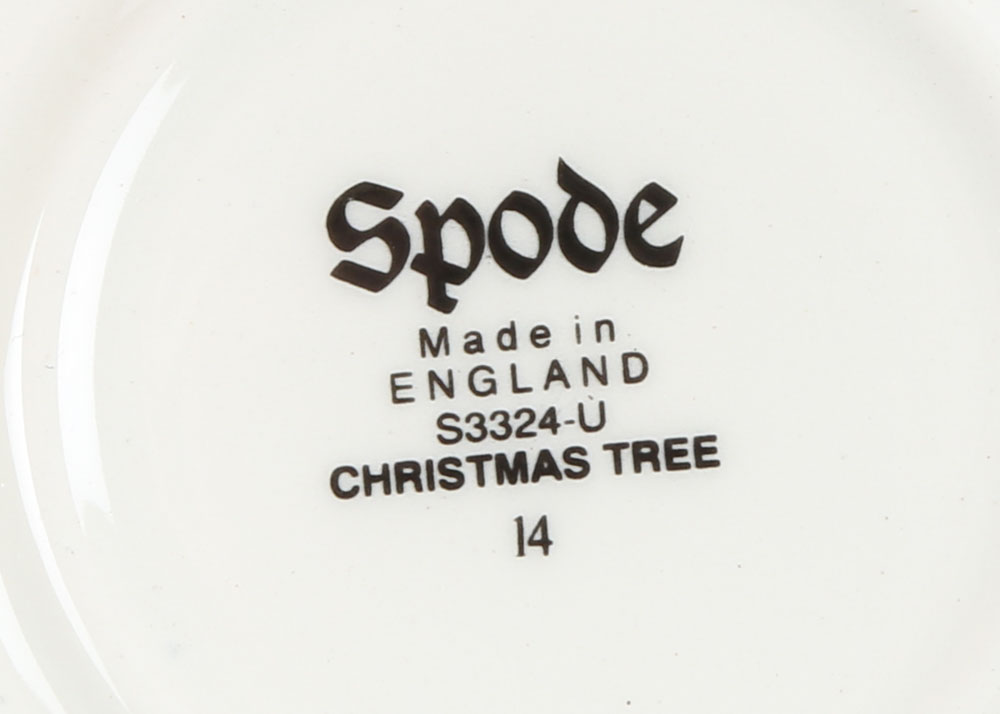 Spode
Made in
ENGLAND
S3324-U
CHRISTMAS TREE
14